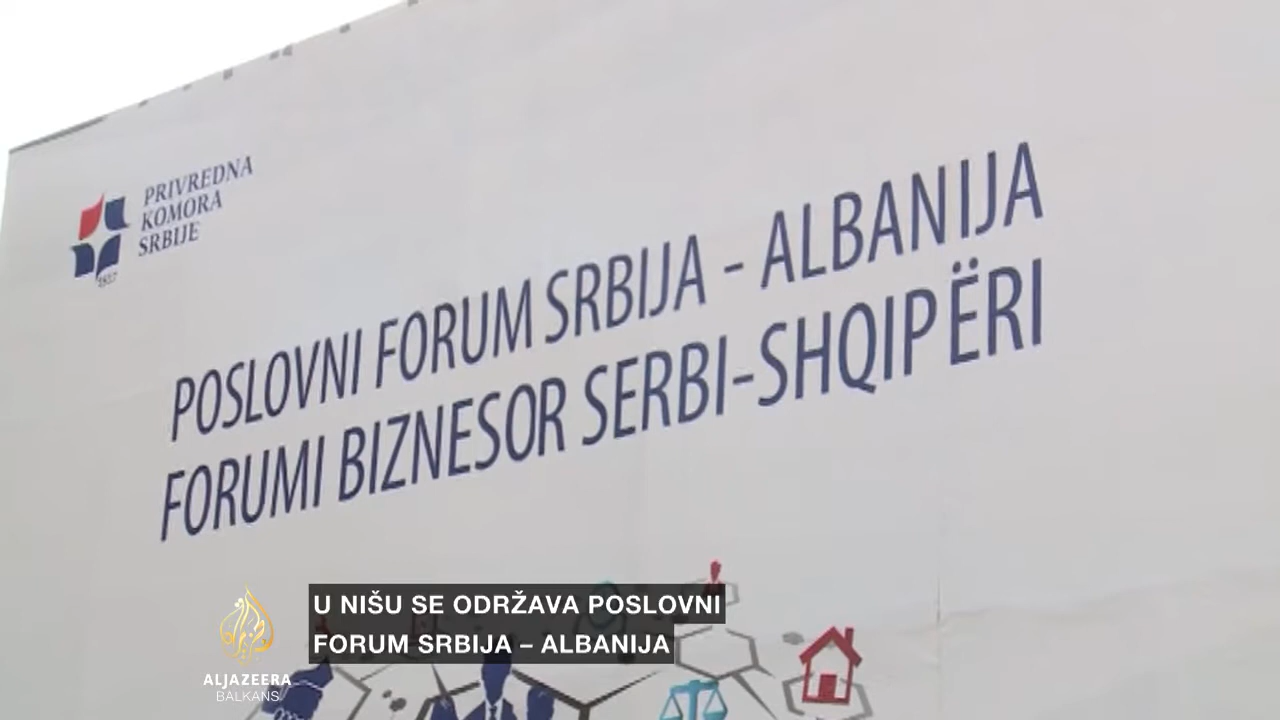 PRIVREDNA
KOMORA
SRBIJE
1857
POSLOVNI FORUM SRBIJA - ALBANIJA
FORUMI BIZNESOR SERBI-SHQIPËRI
U NIŠU SE ODRŽAVA POSLOVNI
FORUM SRBIJA – ALBANIJA
ALJAZEERA
BALKANS